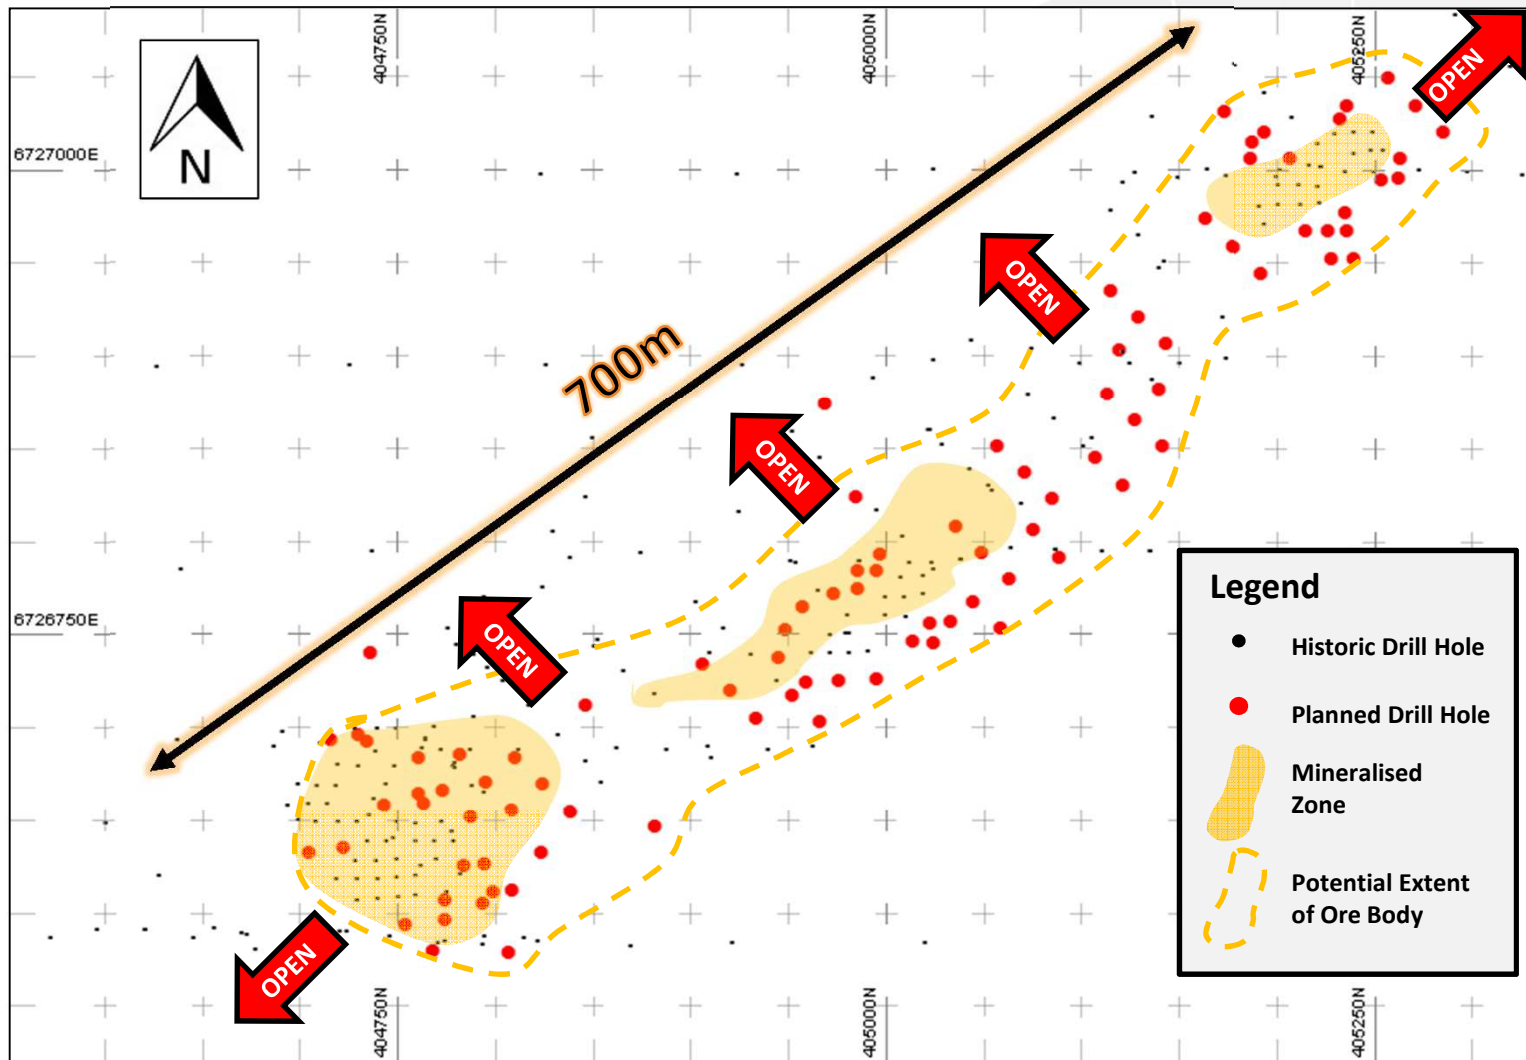 404750N
405000N
405250N
OPEN
N
6727000E
OPEN
700m
OPEN
6726750E
OPEN
OPEN
Legend
Historic Drill Hole
Planned Drill Hole
Mineralised
Zone
Potential Extent
of Ore Body
404750N
405000N
405250N